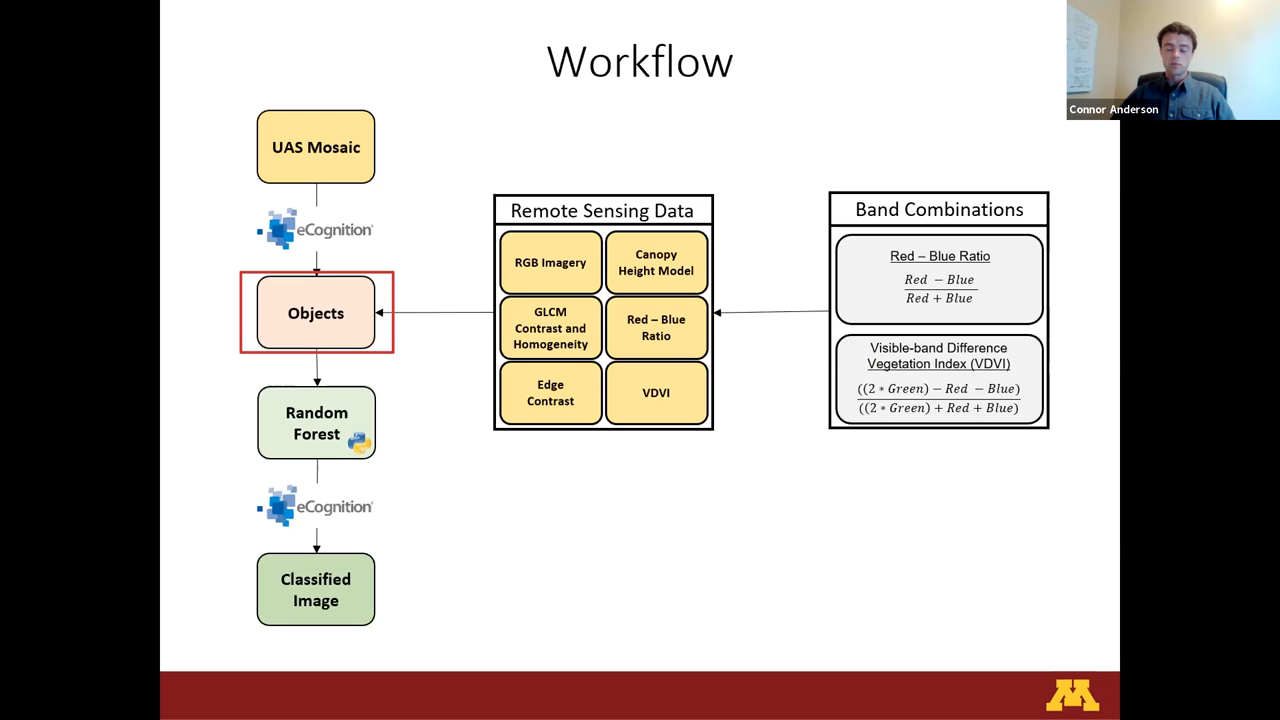 Workflow
Connor Anderson
UAS Mosaic
eCognition
Objects
Random
Forest
eCognition
Classified
Image
Remote Sensing Data
RGB Imagery
Canopy
Height Model
GLCM
Contrast and
Homogeneity
Red – Blue
Ratio
Edge
Contrast
VDVI
Band Combinations
Red – Blue Ratio
Red − Blue
Red + Blue
Visible-band Difference
Vegetation Index (VDVI)
((2 * Green) − Red − Blue)
((2 * Green) + Red + Blue)
M